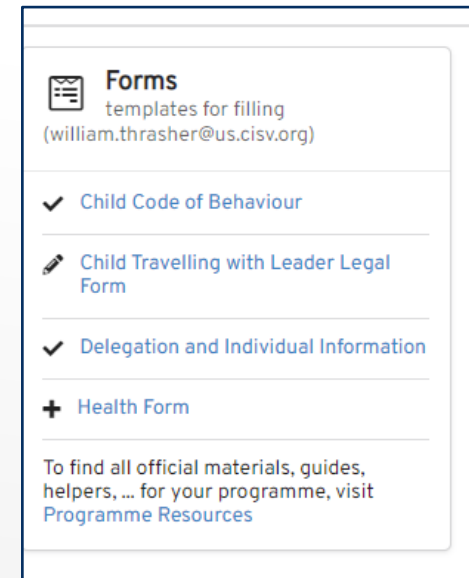 Forms
templates for filling
(william.thrasher@us.cisv.org)
Child Code of Behaviour
Child Travelling with Leader Legal
Form
Delegation and Individual Information
Health Form
To find all official materials, guides,
helpers, ... for your programme, visit
Programme Resources